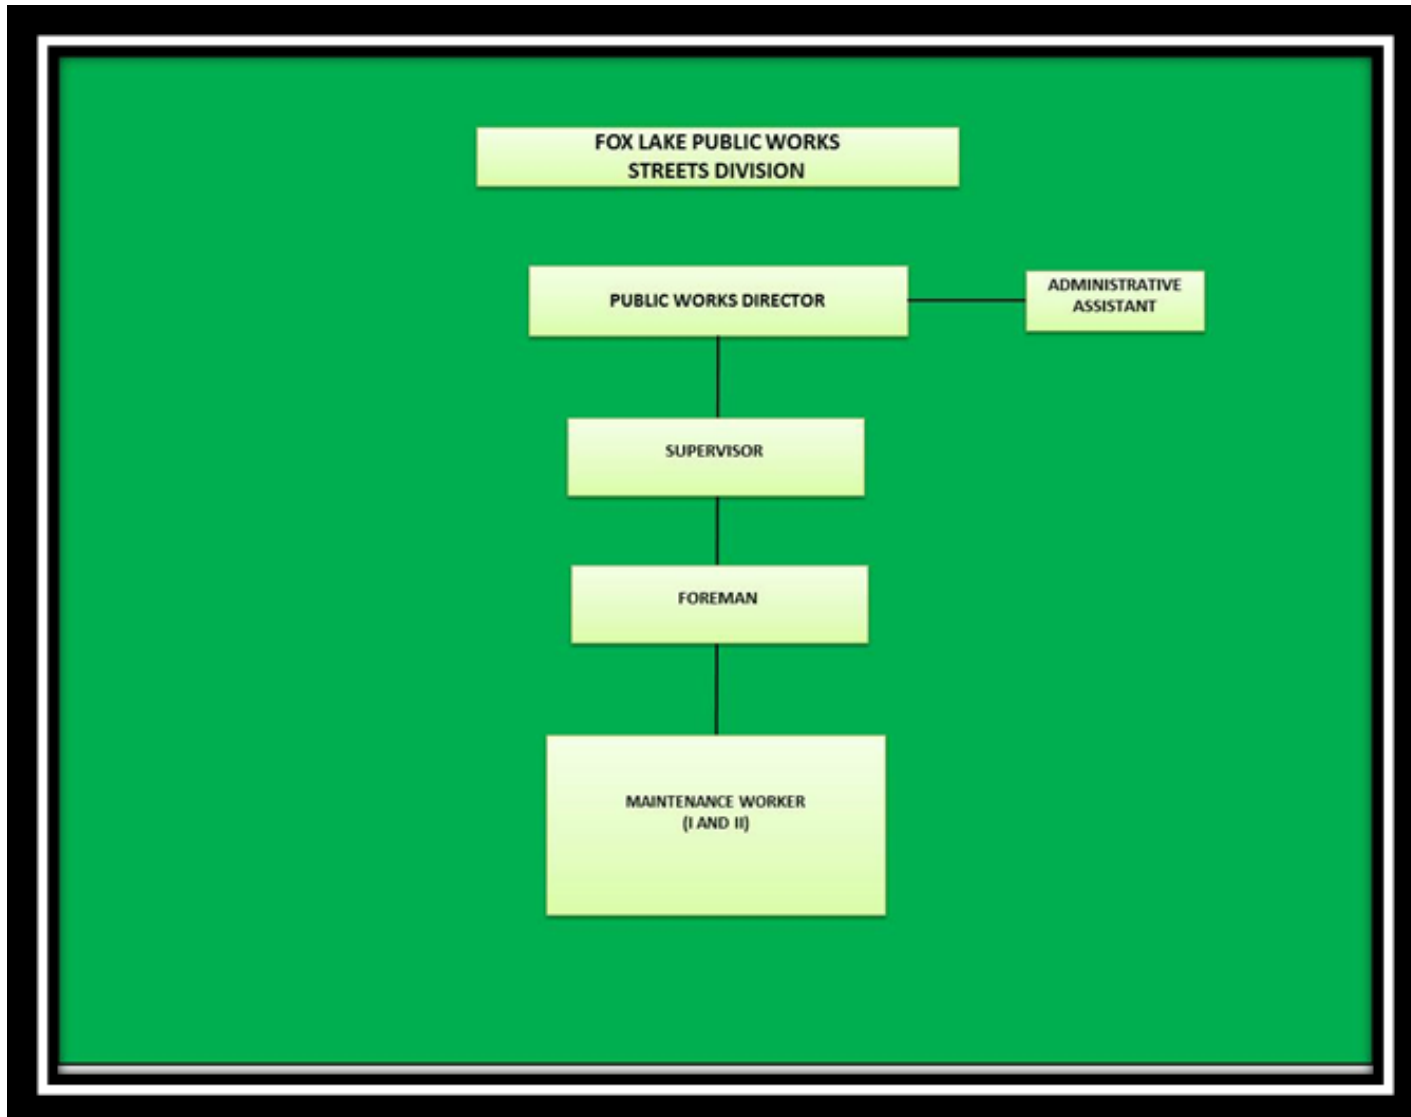 FOX LAKE PUBLIC WORKS
STREETS DIVISION
PUBLIC WORKS DIRECTOR
ADMINISTRATIVE
ASSISTANT
SUPERVISOR
FOREMAN
MAINTENANCE WORKER
(I AND II)